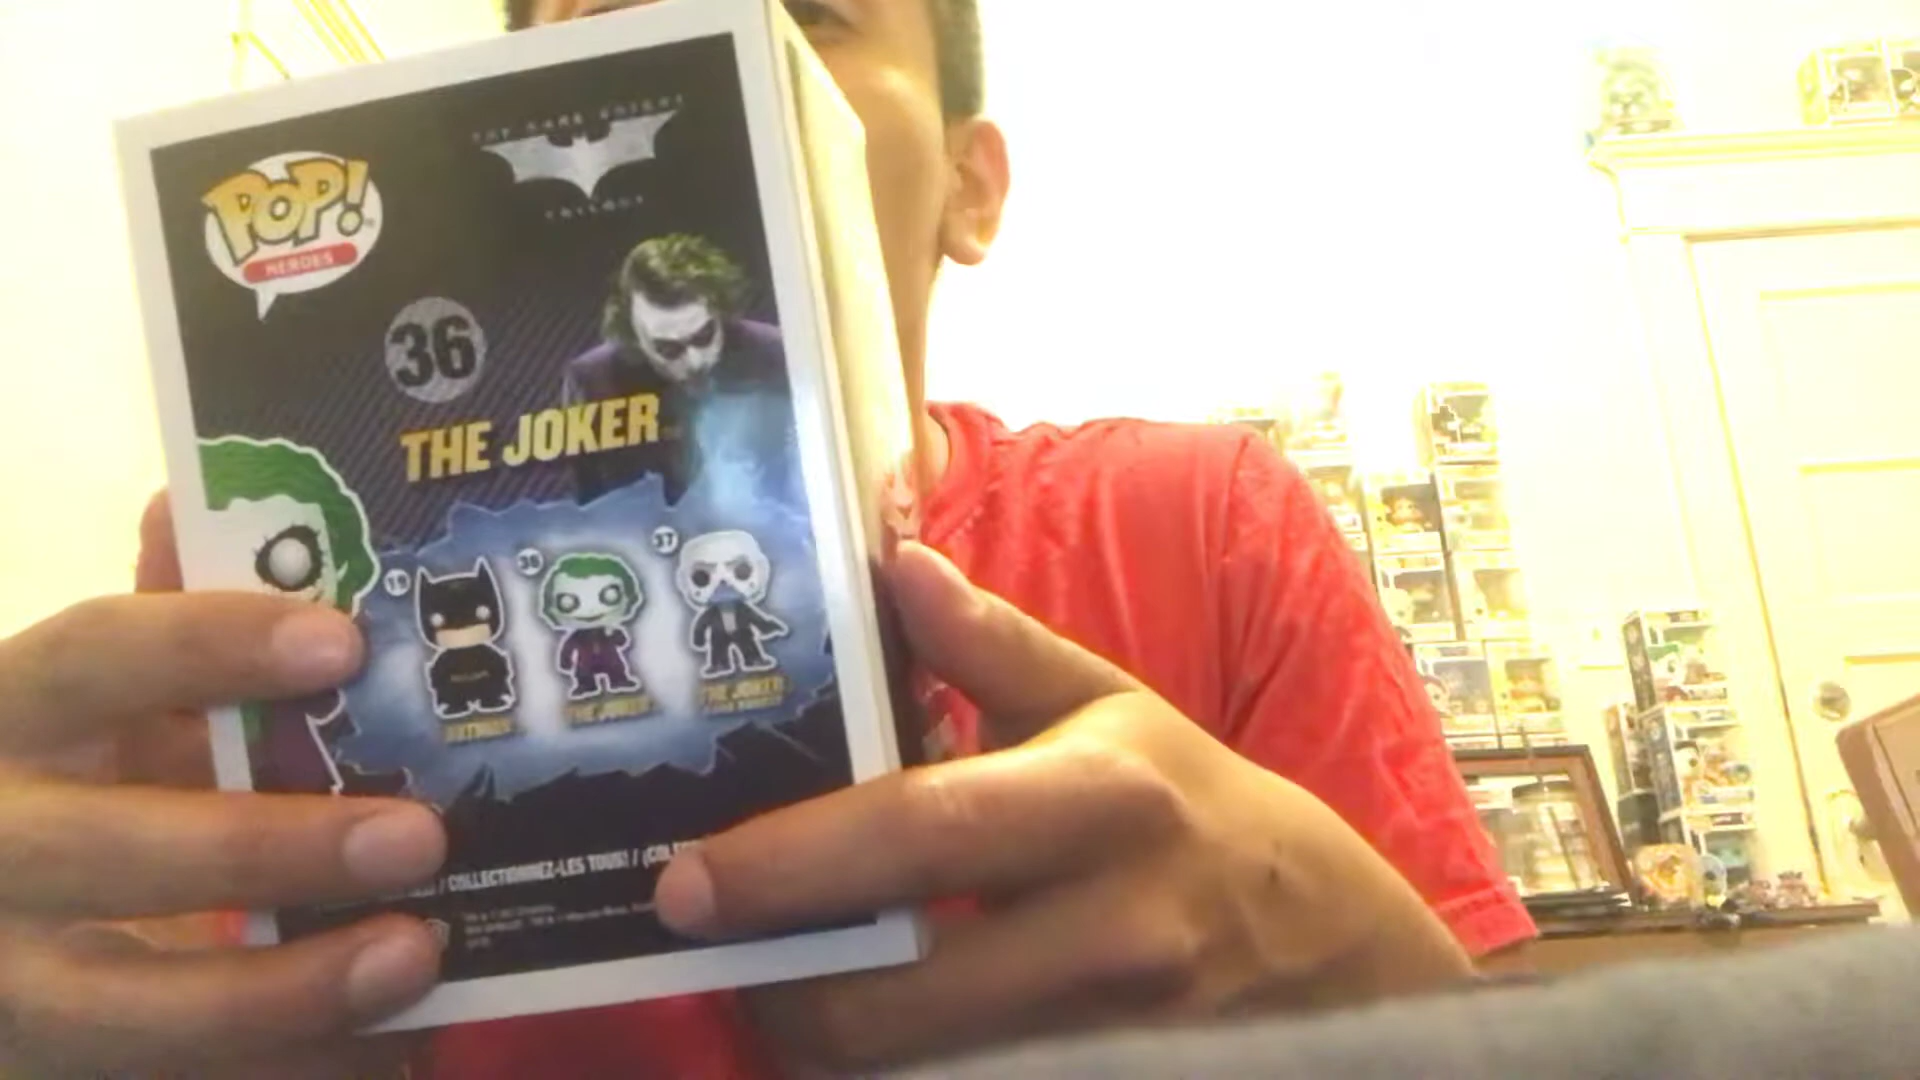 THE DARK KNIGHT
TRILOGY
POP!
HEROES
36
THE JOKER
19
36
37
BATMAN
THE JOKER
THE JOKER
/ COLLECTIONNEZ-LES TOUS! /